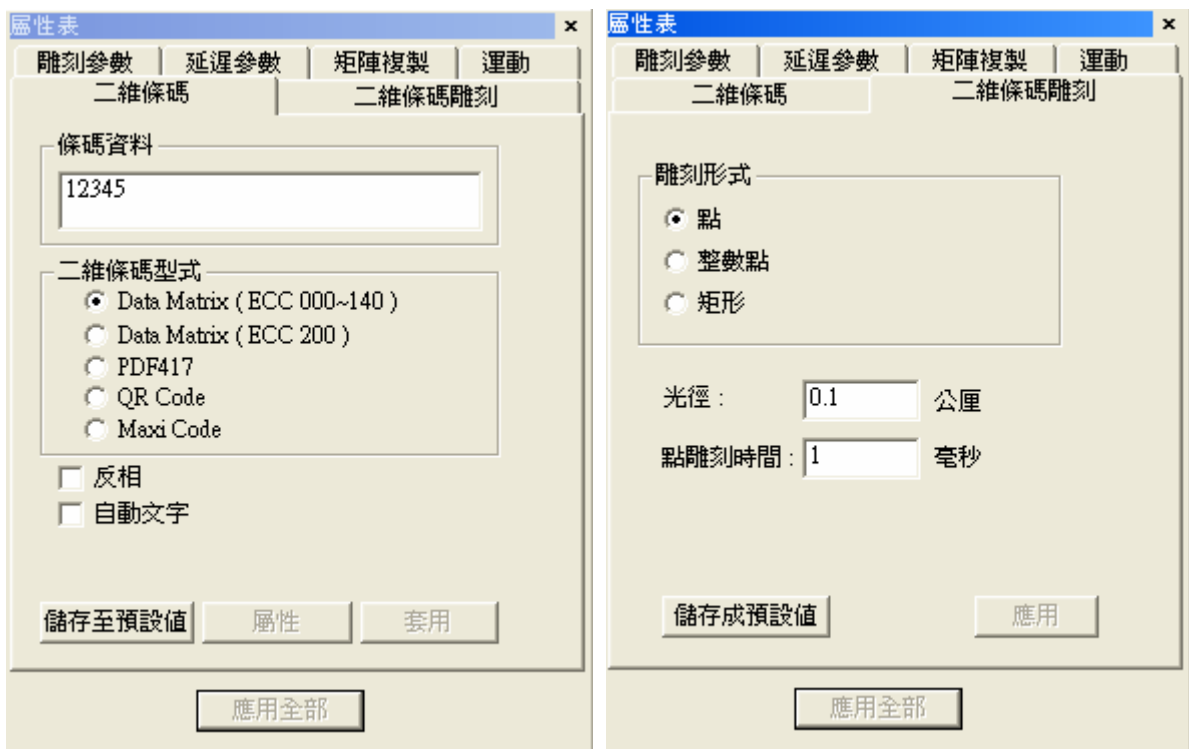 屬性表
雕刻參數 延遲參數 矩陣複製 運動
二維條碼 二維條碼雕刻
條碼資料
12345
二維條碼型式
Data Matrix ( ECC 000~140 )
Data Matrix ( ECC 200 )
PDF417
QR Code
Maxi Code
反相
自動文字
儲存至預設值 屬性 套用
應用全部
屬性表
雕刻參數 延遲參數 矩陣複製 運動
二維條碼 二維條碼雕刻
雕刻形式
點
整數點
矩形
光徑 : 0.1 公厘
點雕刻時間 : 1 毫秒
儲存成預設值 應用
應用全部